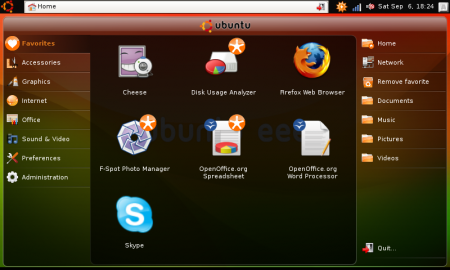 Home
Sat Sep 6, 18:24
ubuntu
Favorites
Accessories
Graphics
Internet
Office
Sound & Video
Preferences
Administration
Cheese
Disk Usage Analyzer
Firefox Web Browser
F-Spot Photo Manager
OpenOffice.org
Spreadsheet
OpenOffice.org
Word Processor
Skype
ubuntu eee
Home
Network
Remove favorite
Documents
Music
Pictures
Videos
Quit...